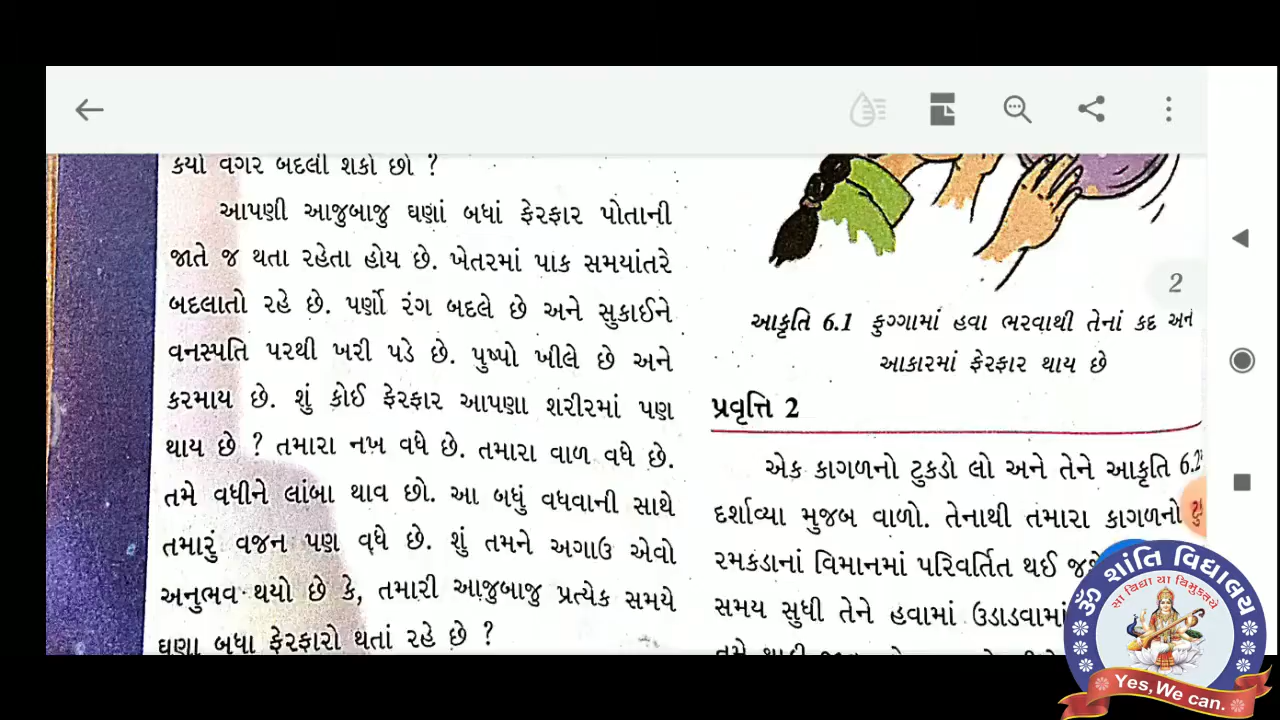 કર્યા વગર બદલી શકો છો ?
આપણી આજુબાજુ ઘણાં બધાં ફેરફાર પોતાની
જાતે જ થતા રહેતા હોય છે. ખેતરમાં પાક સમયાંતરે
બદલાતો રહે છે. પર્ણો રંગ બદલે છે અને સુકાઈને
વનસ્પતિ પરથી ખરી પડે છે. પુષ્પો ખીલે છે અને
કરમાય છે. શું કોઈ ફેરફાર આપણા શરીરમાં પણ
થાય છે ? તમારા નખ વધે છે. તમારા વાળ વધે છે.
તમે વધીને લાંબા થાવ છો. આ બધું વધવાની સાથે
તમારું વજન પણ વધે છે. શું તમને અગાઉ એવો
અનુભવ થયો છે કે, તમારી આજુબાજુ પ્રત્યેક સમયે
ઘણા બધા ફેરફારો થતાં રહે છે ?
2
આકૃતિ 6.1 ફુગ્ગામાં હવા ભરવાથી તેનાં કદ અને
આકારમાં ફેરફાર થાય છે
પ્રવૃત્તિ 2
એક કાગળનો ટુકડો લો અને તેને આકૃતિ 6.2
દર્શાવ્યા મુજબ વાળો. તેનાથી તમારા કાગળનો
રમકડાનાં વિમાનમાં પરિવર્તિત થઈ જશે
સમય સુધી તેને હવામાં ઉડાડવામાં
ૐ શાંતિ વિદ્યાલય
સા વિદ્યા યા વિમુક્તયે
Yes, We can.